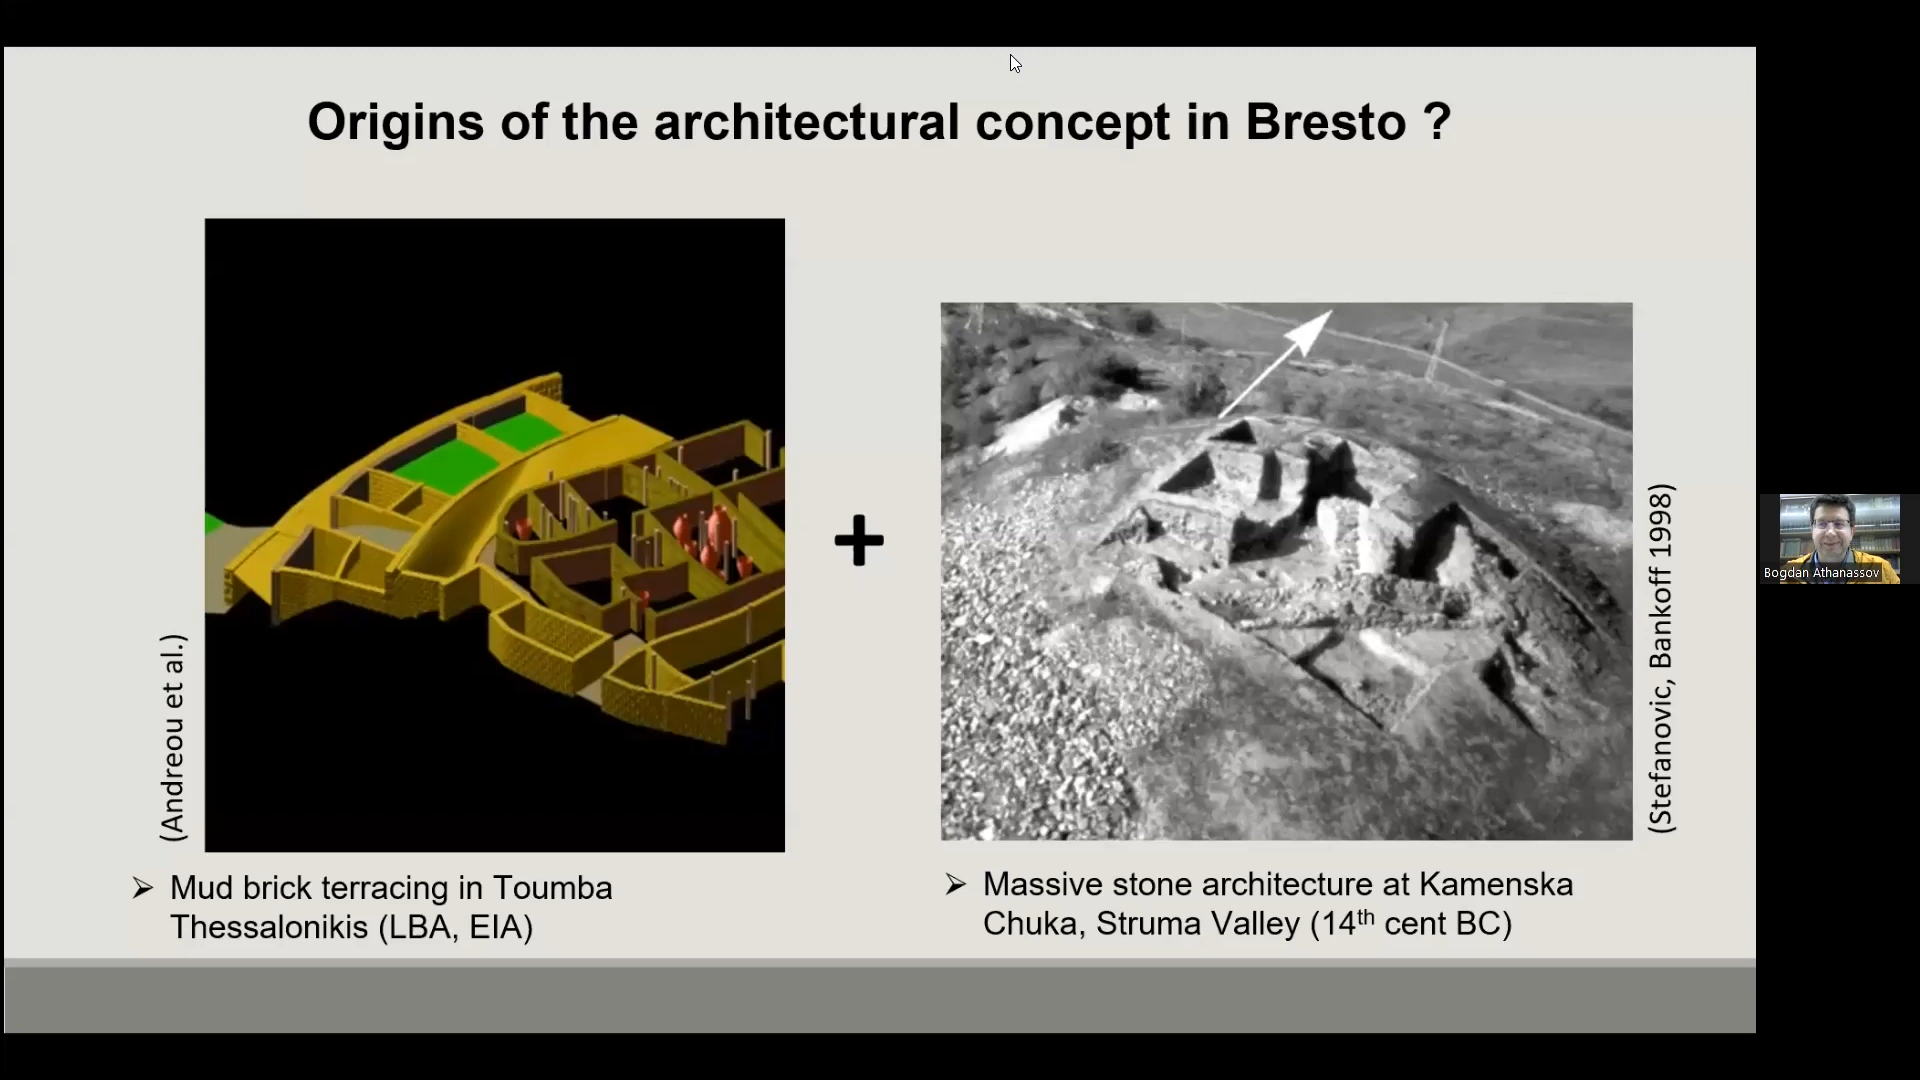 Origins of the architectural concept in Bresto ?
(Andreou et al.)
+
(Stefanovic, Bankoff 1998)
➢ Mud brick terracing in Toumba
Thessalonikis (LBA, EIA)
➢ Massive stone architecture at Kamenska
Chuka, Struma Valley (14th cent BC)
Bogdan Athanassov